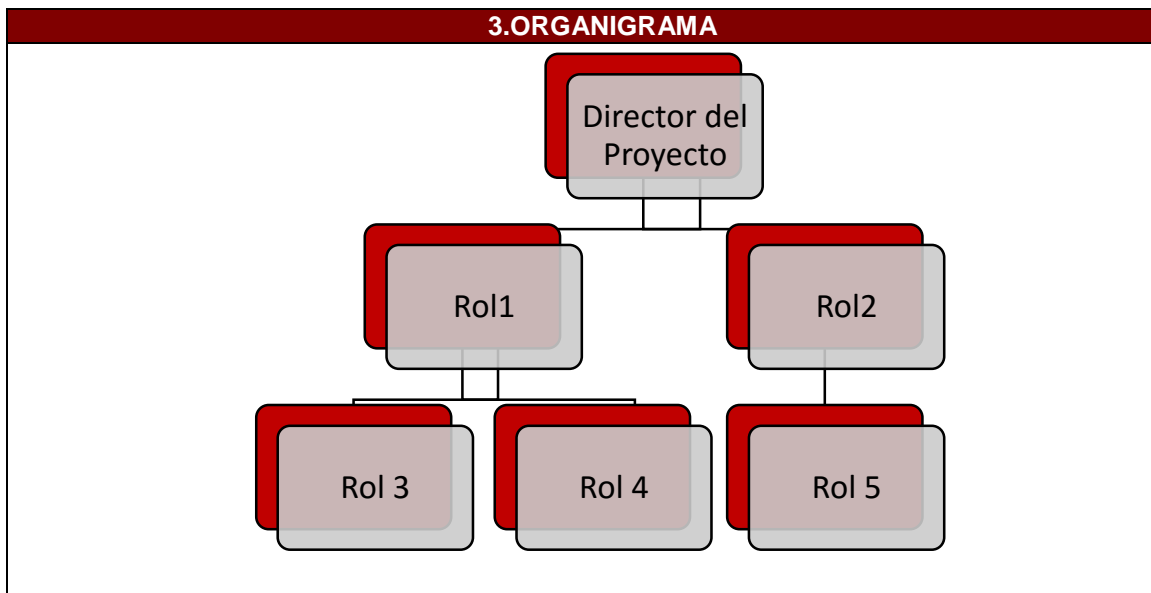 3.ORGANIGRAMA
Director del
Proyecto
Rol1
Rol2
Rol 3
Rol 4
Rol 5